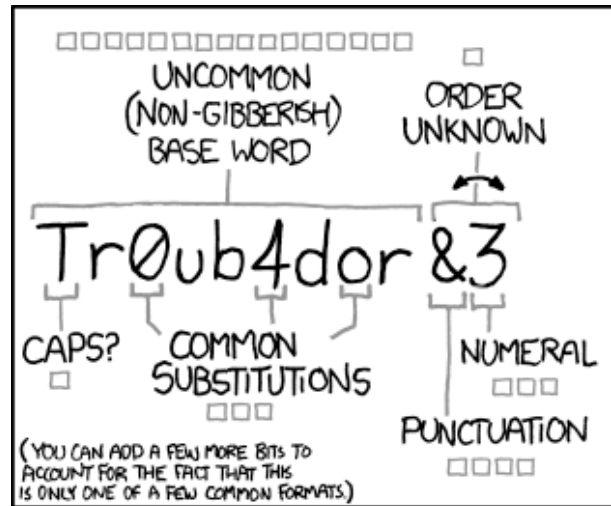 UNCOMMON
(NON-GIBBERISH)
BASE WORD
ORDER
UNKNOWN
Tr0ub4dor &3
CAPS?
COMMON
SUBSTITUTIONS
NUMERAL
PUNCTUATION
(YOU CAN ADD A FEW MORE BITS TO
ACCOUNT FOR THE FACT THAT THIS
IS ONLY ONE OF A FEW COMMON FORMATS.)